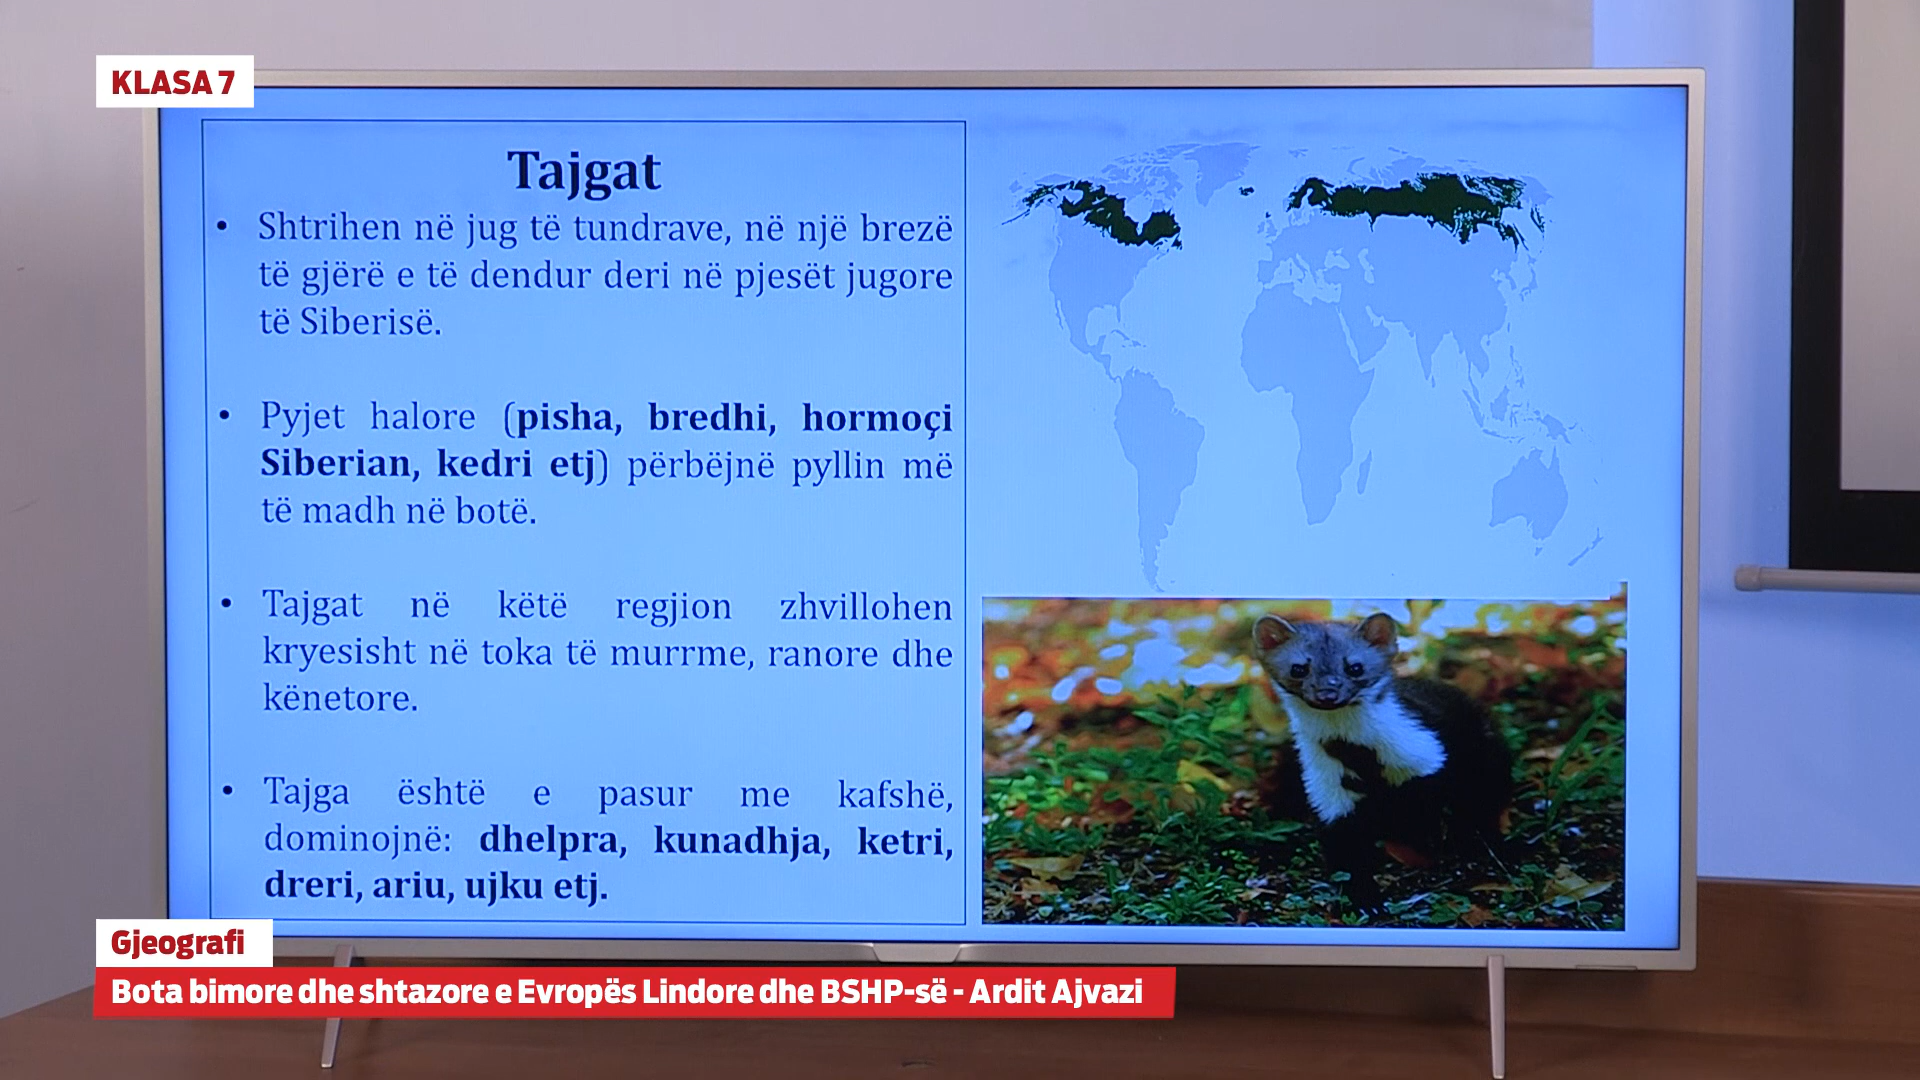 KLASA 7
Tajgat
• Shtrihen në jug të tundrave, në një brezë
të gjërë e të dendur deri në pjesët jugore
të Siberisë.
• Pyjet halore (pisha, bredhi, hormoçi
Siberian, kedri etj) përbëjnë pyllin më
të madh në botë.
• Tajgat në këtë regjion zhvillohen
kryesisht në toka të murrme, ranore dhe
kënetore.
• Tajga është e pasur me kafshë,
dominojnë: dhelpra, kunadhja, ketri,
dreri, ariu, ujku etj.
Gjeografi
Bota bimore dhe shtazore e Evropës Lindore dhe BSHP-së - Ardit Ajvazi